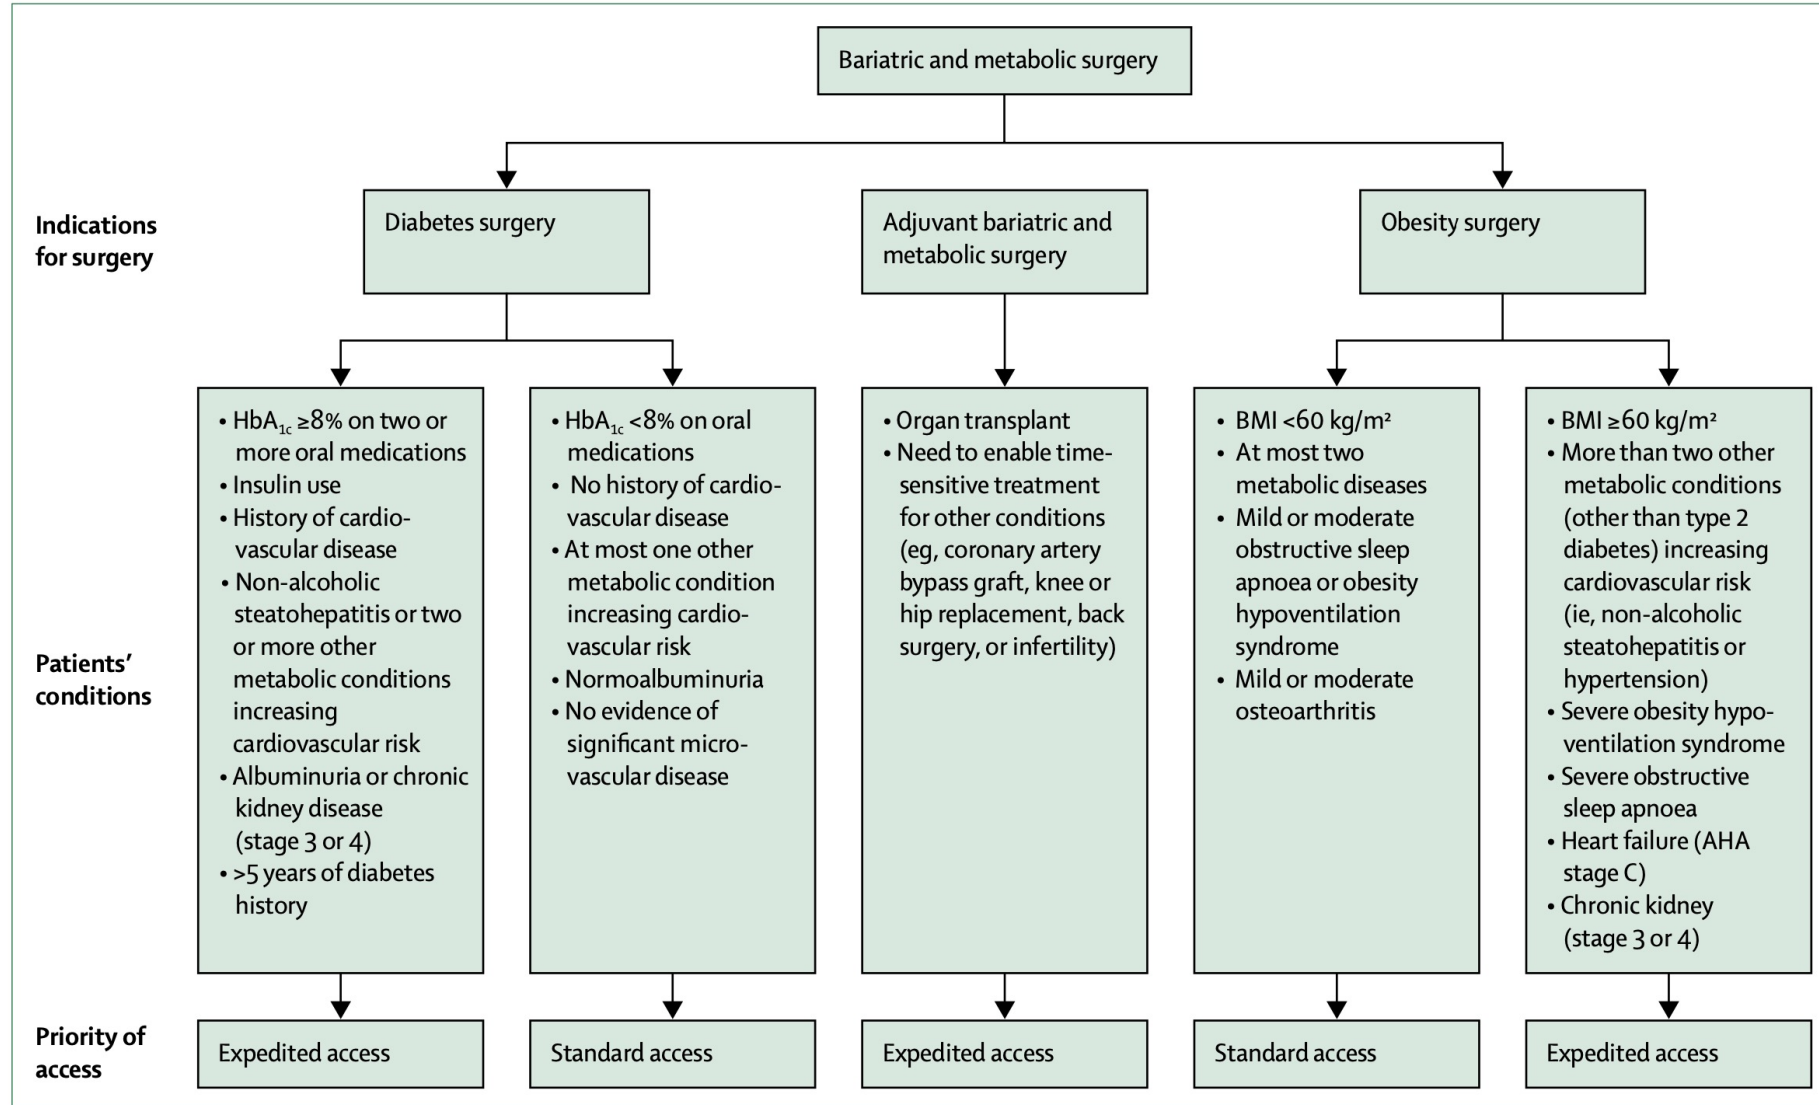 Bariatric and metabolic surgery
Indications
for surgery
Diabetes surgery
Adjuvant bariatric and
metabolic surgery
Obesity surgery
Patients’
conditions
• HbA1c ≥8% on two or
more oral medications
• Insulin use
• History of cardio-
vascular disease
• Non-alcoholic
steatohepatitis or two
or more other
metabolic conditions
increasing
cardiovascular risk
• Albuminuria or chronic
kidney disease
(stage 3 or 4)
• >5 years of diabetes
history
• HbA1c <8% on oral
medications
• No history of cardio-
vascular disease
• At most one other
metabolic condition
increasing cardio-
vascular risk
• Normoalbuminuria
• No evidence of
significant micro-
vascular disease
• Organ transplant
• Need to enable time-
sensitive treatment
for other conditions
(eg, coronary artery
bypass graft, knee or
hip replacement, back
surgery, or infertility)
• BMI <60 kg/m²
• At most two
metabolic diseases
• Mild or moderate
obstructive sleep
apnoea or obesity
hypoventilation
syndrome
• Mild or moderate
osteoarthritis
• BMI ≥60 kg/m²
• More than two other
metabolic conditions
(other than type 2
diabetes) increasing
cardiovascular risk
(ie, non-alcoholic
steatohepatitis or
hypertension)
• Severe obesity hypo-
ventilation syndrome
• Severe obstructive
sleep apnoea
• Heart failure (AHA
stage C)
• Chronic kidney
(stage 3 or 4)
Priority of
access
Expedited access
Standard access
Expedited access
Standard access
Expedited access